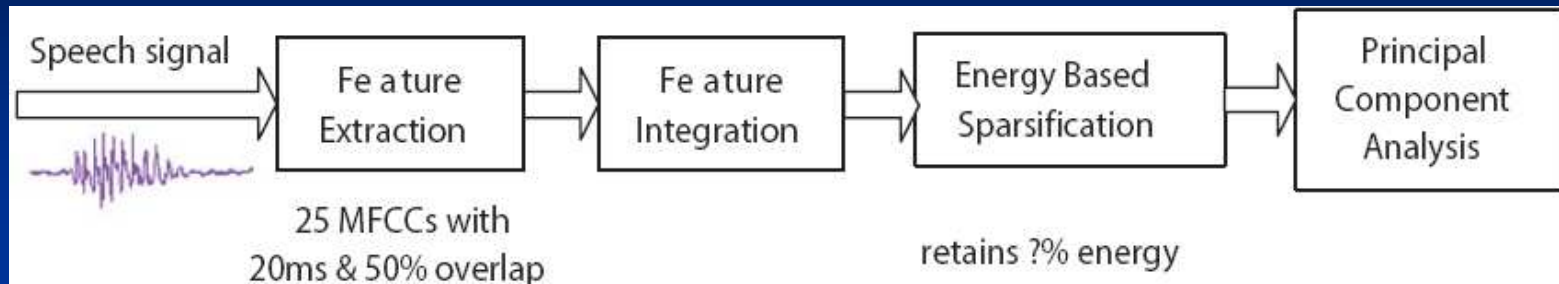 Speech signal
Fe ature
Extraction
25 MFCCs with
20ms & 50% overlap
Fe ature
Integration
Energy Based
Sparsification
retains ?% energy
Principal
Component
Analysis